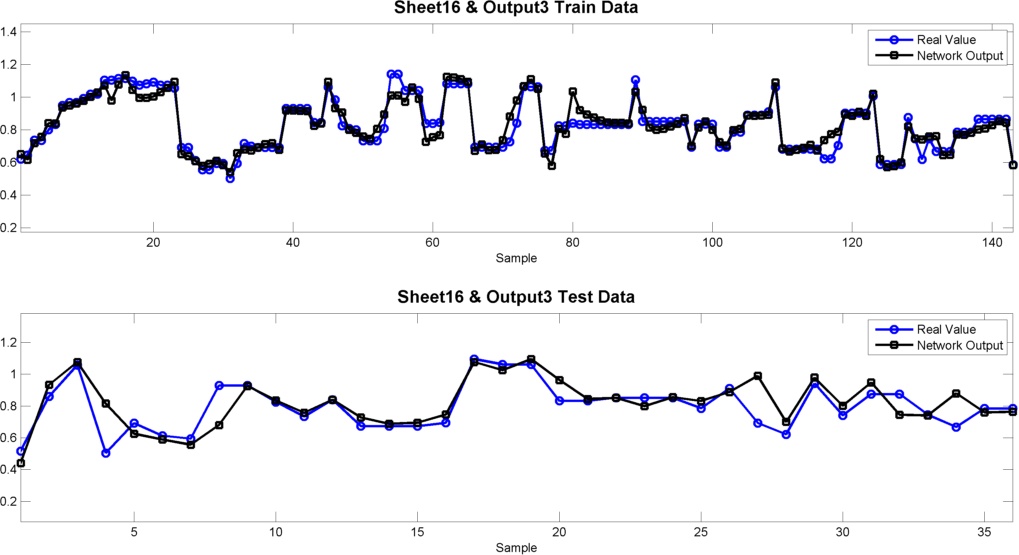 Sheet16 & Output3 Train Data
1.4
1.2
1
0.8
0.6
0.4
0.2
Real Value
Network Output
20 40 60 80 100 120 140
Sample
Sheet16 & Output3 Test Data
1.2
1
0.8
0.6
0.4
0.2
Real Value
Network Output
5 10 15 20 25 30 35
Sample